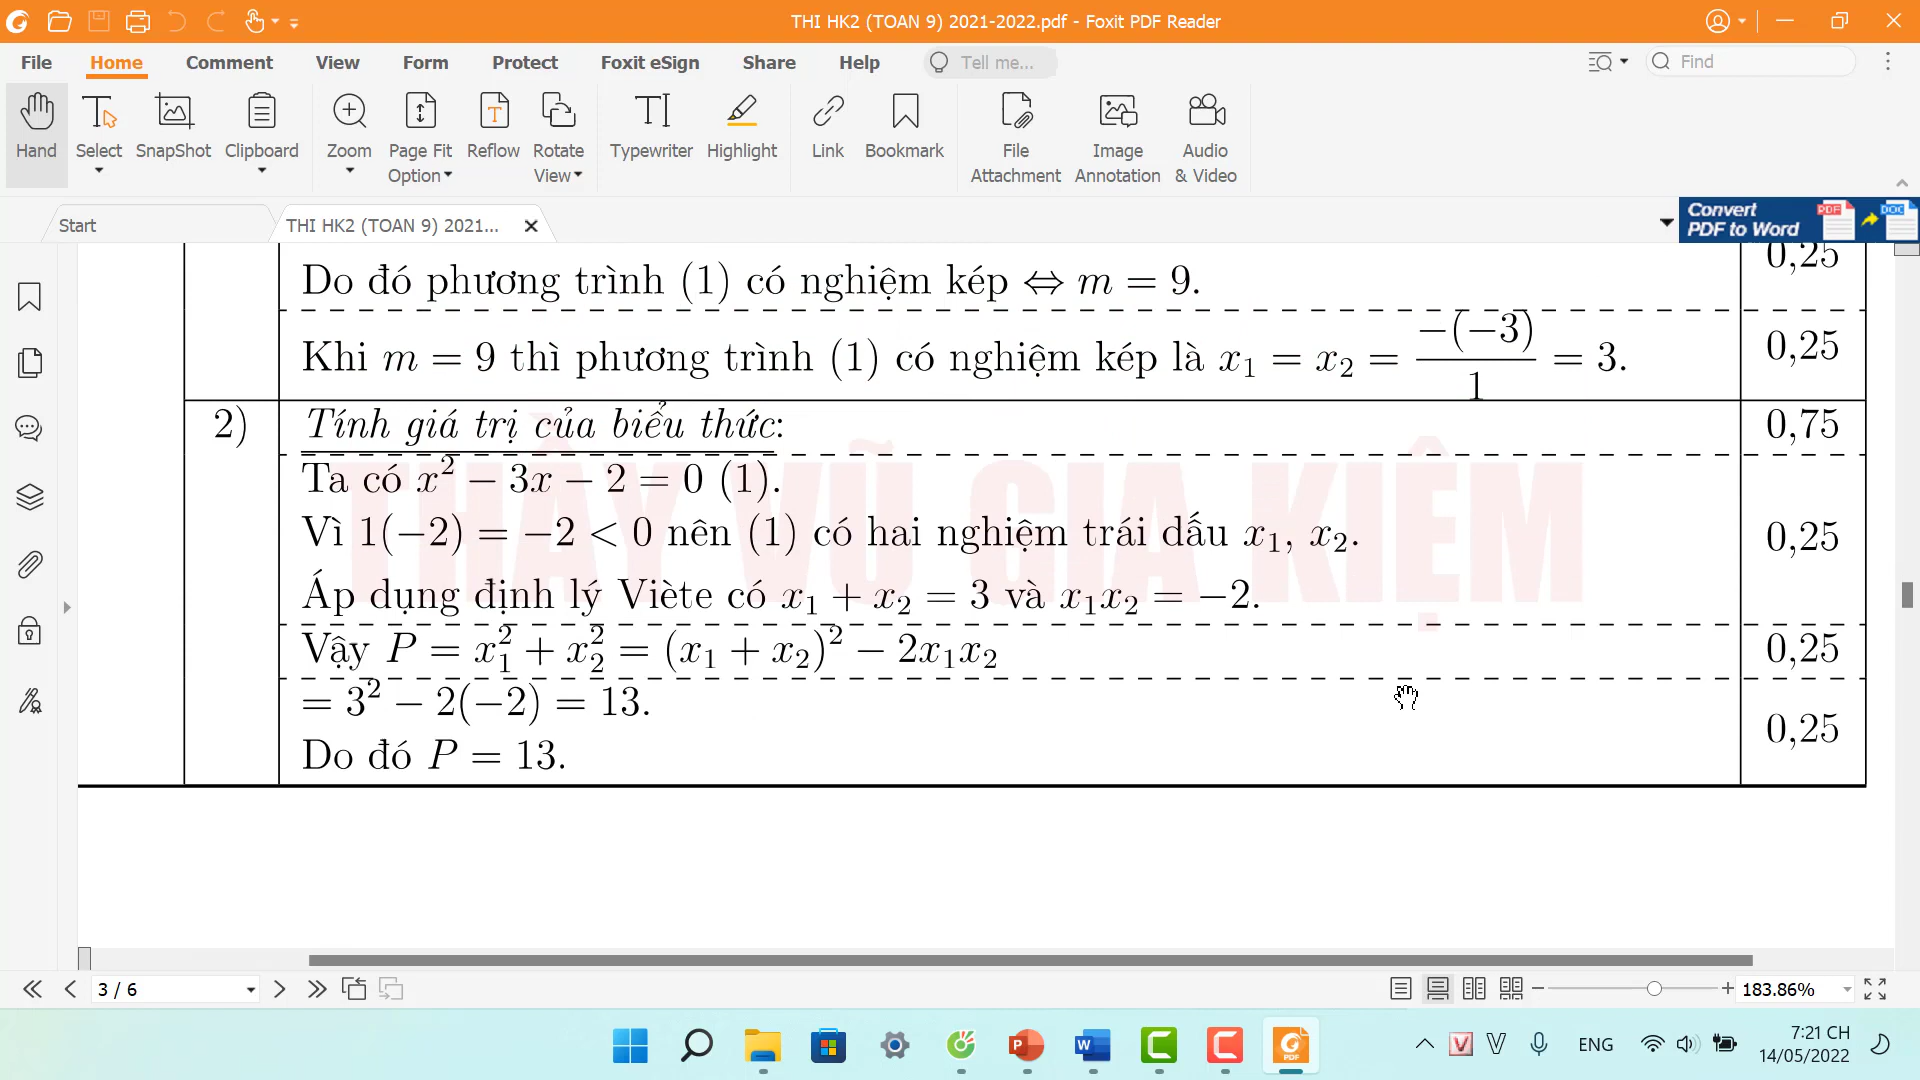 THI HK2 (TOAN 9) 2021-2022.pdf - Foxit PDF Reader
File Home Comment View Form Protect Foxit eSign Share Help Tell me... Find
Hand Select SnapShot Clipboard Zoom Page Fit Option Reflow Rotate View Typewriter Highlight Link Bookmark File Attachment Image Annotation Audio & Video
Start THI HK2 (TOAN 9) 2021... Convert PDF to Word PDF DOC
Do đó phương trình (1) có nghiệm kép ⇔ m = 9. 0,25
Khi m = 9 thì phương trình (1) có nghiệm kép là x₁ = x₂ = −(−3)/1 = 3. 0,25
2) Tính giá trị của biểu thức: 0,75
Ta có x² − 3x − 2 = 0 (1).
Vì 1(−2) = −2 < 0 nên (1) có hai nghiệm trái dấu x₁, x₂. 0,25
Áp dụng định lý Viète có x₁ + x₂ = 3 và x₁x₂ = −2.
Vậy P = x₁² + x₂² = (x₁ + x₂)² − 2x₁x₂ 0,25
= 3² − 2(−2) = 13.
Do đó P = 13. 0,25
THẦY VŨ GIA KIỆM
3 / 6 183.86%
ENG 7:21 CH
14/05/2022